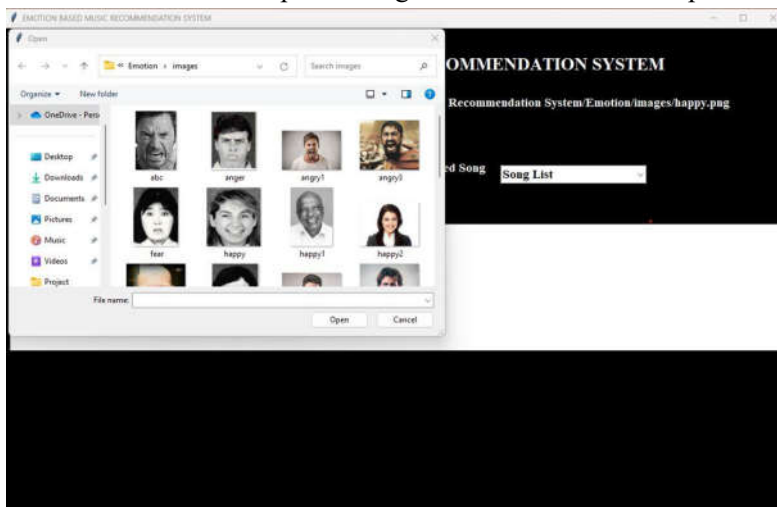 EMOTION BASED MUSIC RECOMMENDATION SYSTEM
Open
Emotion › images
Search images
Organize
New folder
OneDrive - Perso
Desktop
Downloads
Documents
Pictures
Music
Videos
Project
abc
anger
angry1
angry3
fear
happy
happy1
happy2
File name:
Open
Cancel
OMMENDATION SYSTEM
Recommendation System/Emotion/images/happy.png
ed Song
Song List